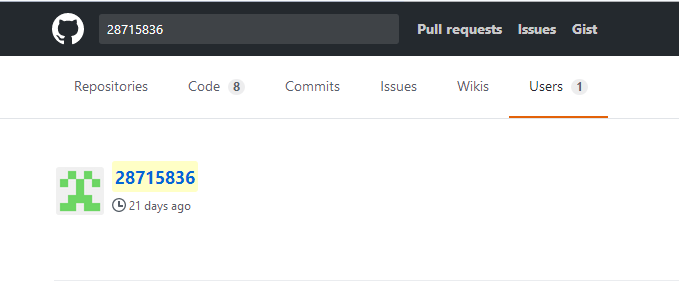 28715836 Pull requests Issues Gist
Repositories Code 8 Commits Issues Wikis Users 1
28715836
21 days ago